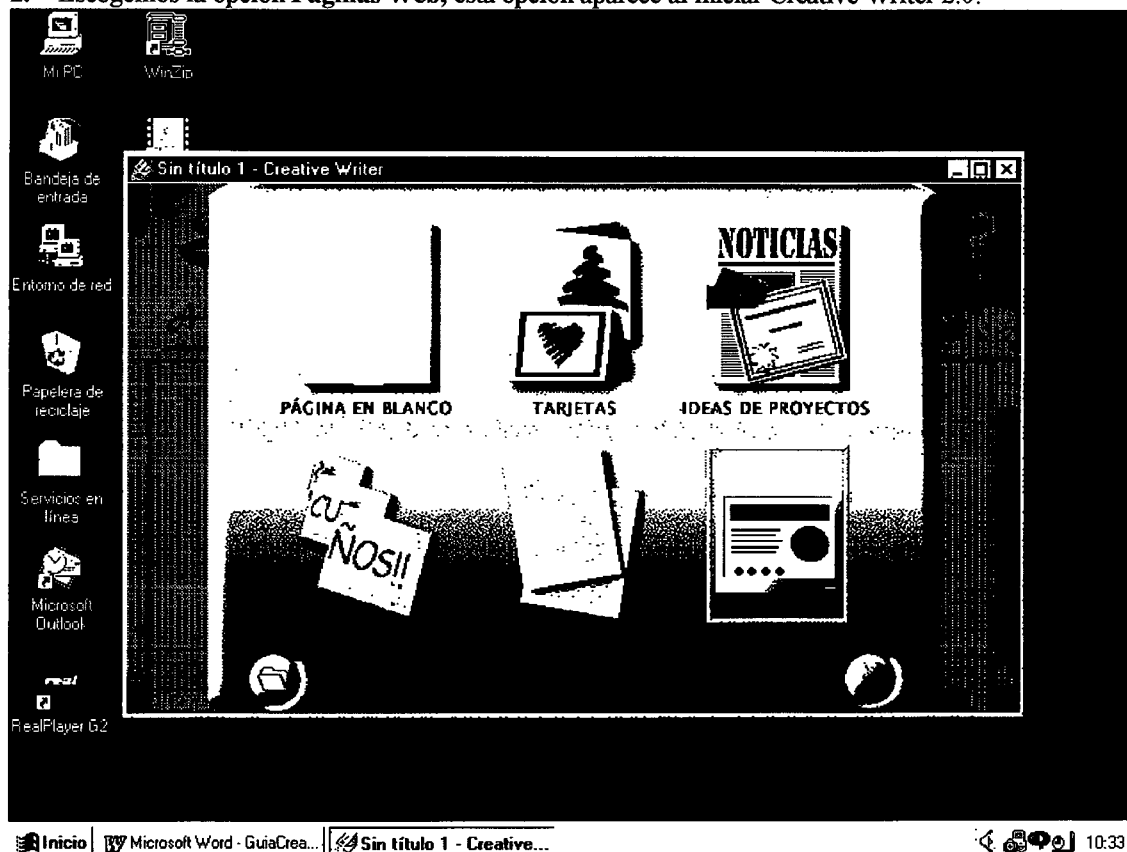 2. Escogemos la opción Páginas Web, esta opción aparece al iniciar Creative Writer 2.0.
Mi PC
WinZip
Bandeja de
entrada
Sin título 1 - Creative Writer
Entorno de red
NOTICIAS
Papelera de
reciclaje
PÁGINA EN BLANCO
TARJETAS
IDEAS DE PROYECTOS
Servicios en
línea
CU-
ÑOS!!
Microsoft
Outlook
real
RealPlayer G2
Inicio
Microsoft Word - GuiaCrea...
Sin título 1 - Creative...
10:33